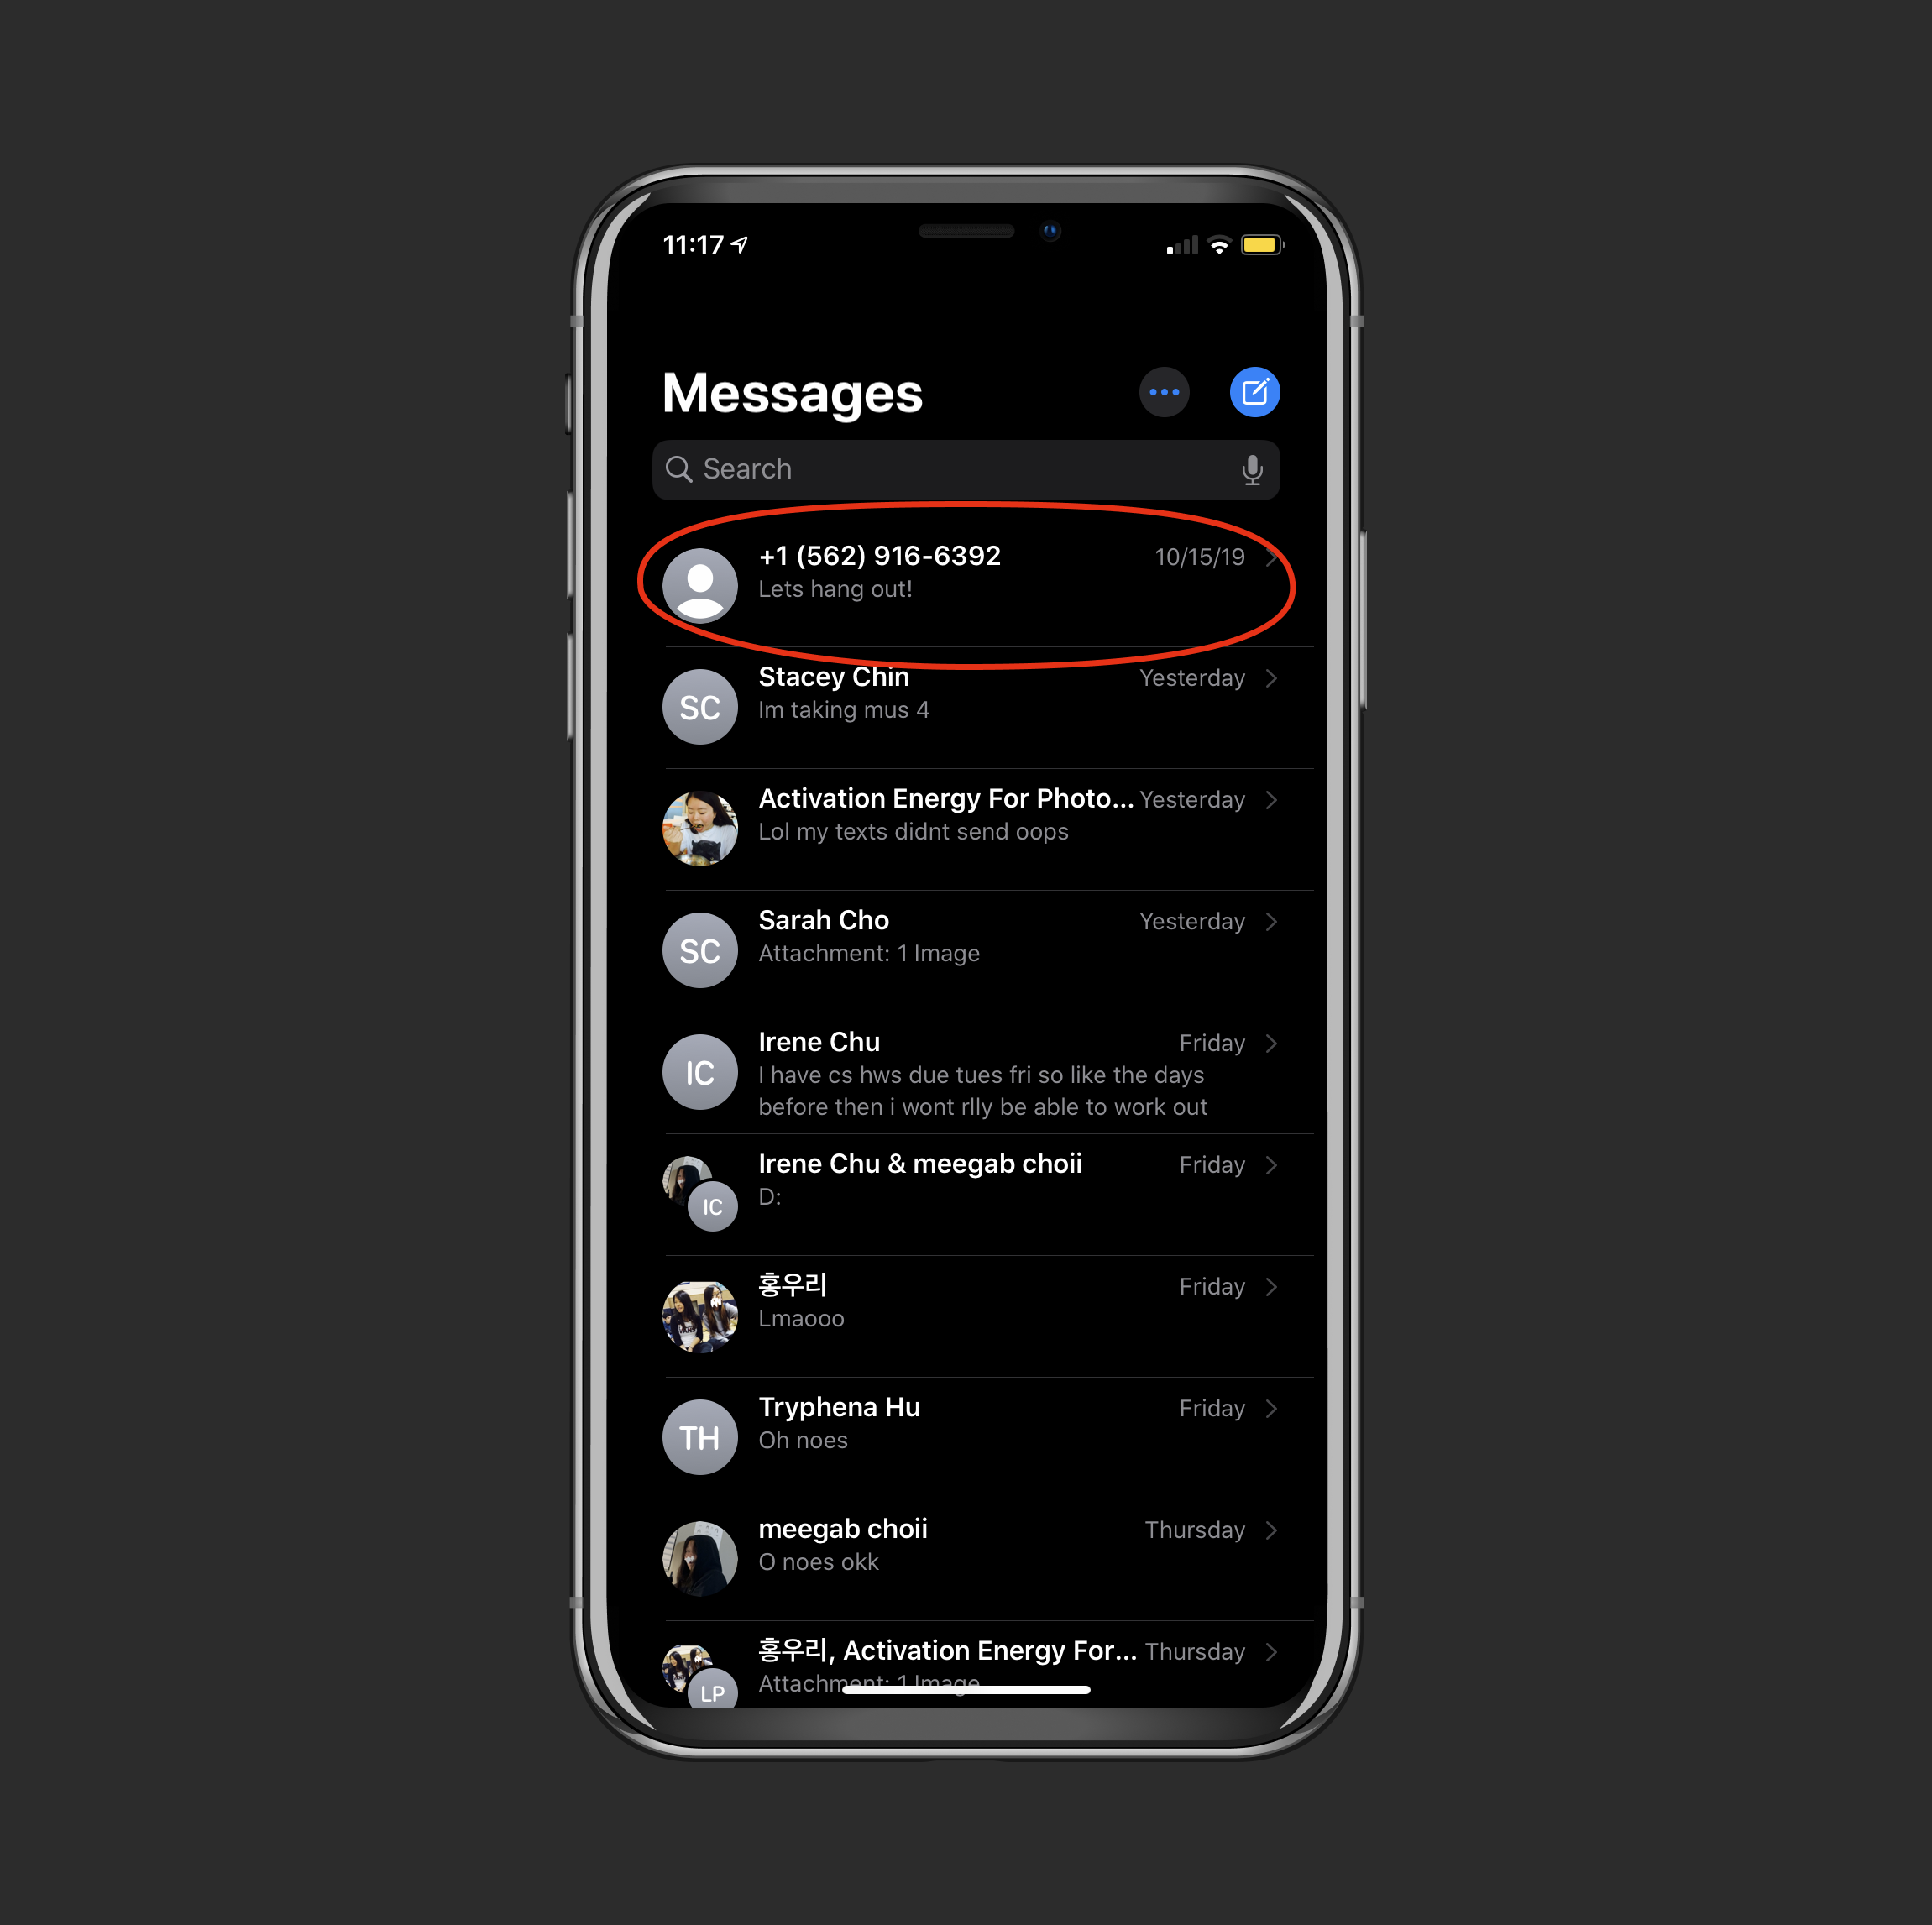 11:17
Messages
Search
+1 (562) 916-6392 10/15/19
Lets hang out!
SC Stacey Chin Yesterday
Im taking mus 4
Activation Energy For Photo... Yesterday
Lol my texts didnt send oops
SC Sarah Cho Yesterday
Attachment: 1 Image
IC Irene Chu Friday
I have cs hws due tues fri so like the days
before then i wont rlly be able to work out
Irene Chu & meegab choii Friday
IC D:
홍우리 Friday
Lmaooo
TH Tryphena Hu Friday
Oh noes
meegab choii Thursday
O noes okk
홍우리, Activation Energy For... Thursday
LP Attachment: 1 Image